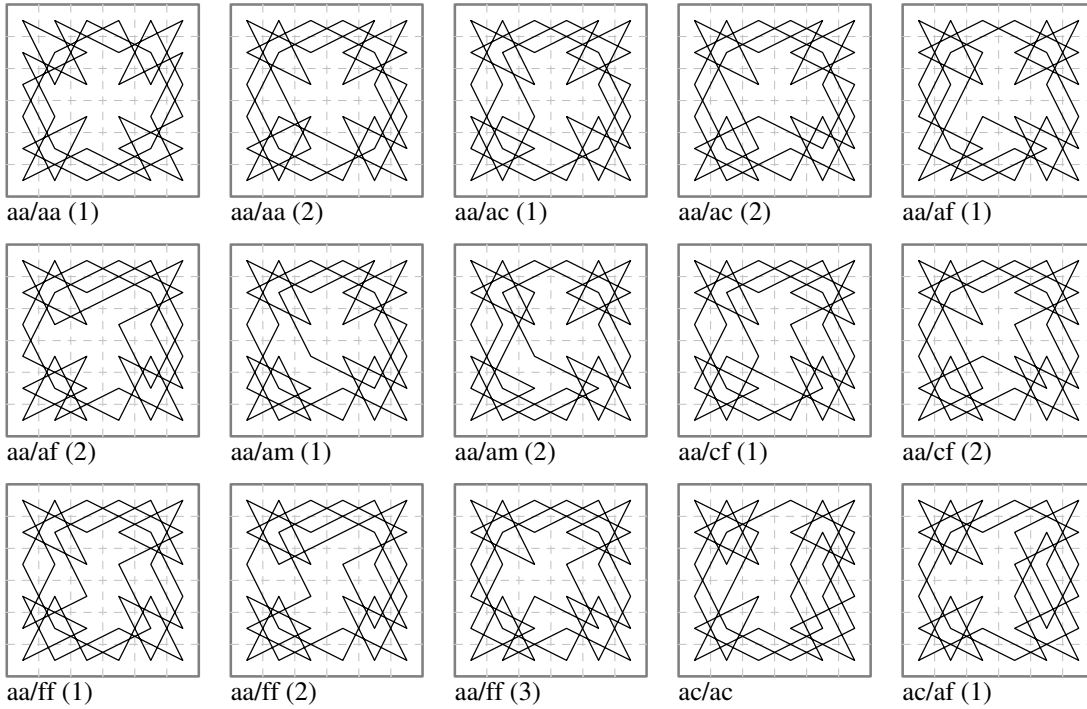 aa/aa (1) aa/aa (2) aa/ac (1) aa/ac (2) aa/af (1)
aa/af (2) aa/am (1) aa/am (2) aa/cf (1) aa/cf (2)
aa/ff (1) aa/ff (2) aa/ff (3) ac/ac ac/af (1)